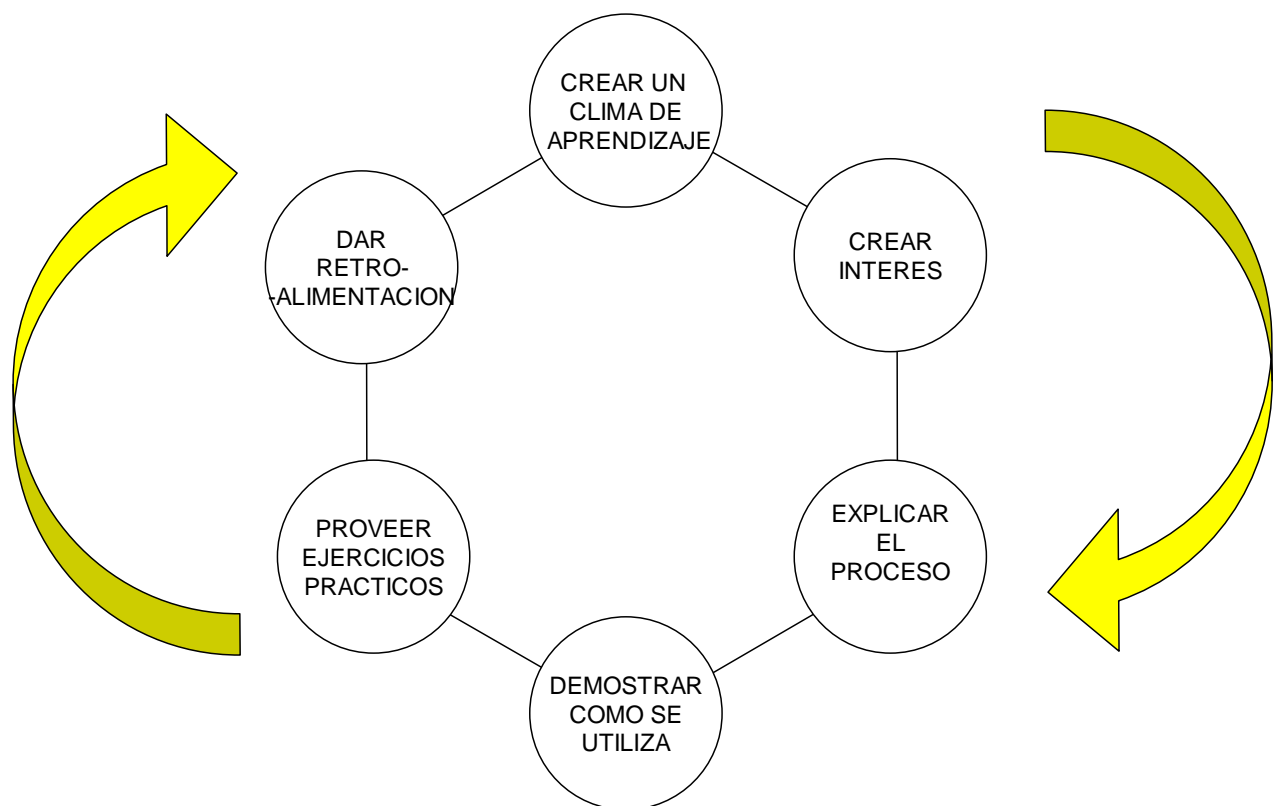 CREAR UN
CLIMA DE
APRENDIZAJE
CREAR
INTERES
EXPLICAR
EL
PROCESO
DEMOSTRAR
COMO SE
UTILIZA
PROVEER
EJERCICIOS
PRACTICOS
DAR
RETRO-
-ALIMENTACION